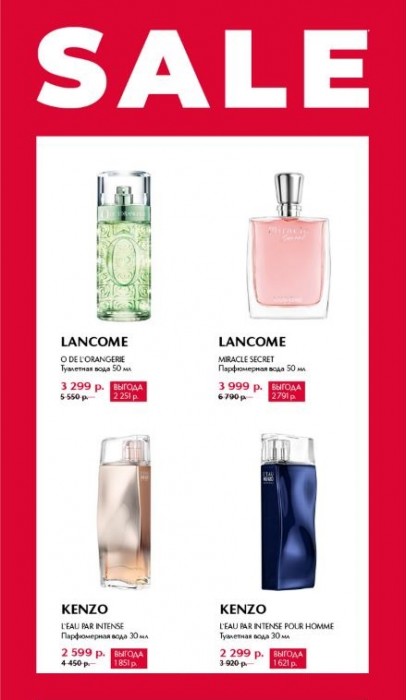 SALE
LANCOME
O DE L'ORANGERIE
Туалетная вода 50 мл
3 299 р.
ВЫГОДА
5 550 р.
2 251 р.
LANCOME
MIRACLE SECRET
Парфюмерная вода 50 мл
3 999 р.
ВЫГОДА
6 790 р.
2 791 р.
KENZO
L'EAU PAR INTENSE
Парфюмерная вода 30 мл
2 599 р.
ВЫГОДА
4 450 р.
1 851 р.
L'EAU
KENZO
KENZO
L'EAU PAR INTENSE POUR HOMME
Туалетная вода 30 мл
2 299 р.
ВЫГОДА
3 920 р.
1 621 р.